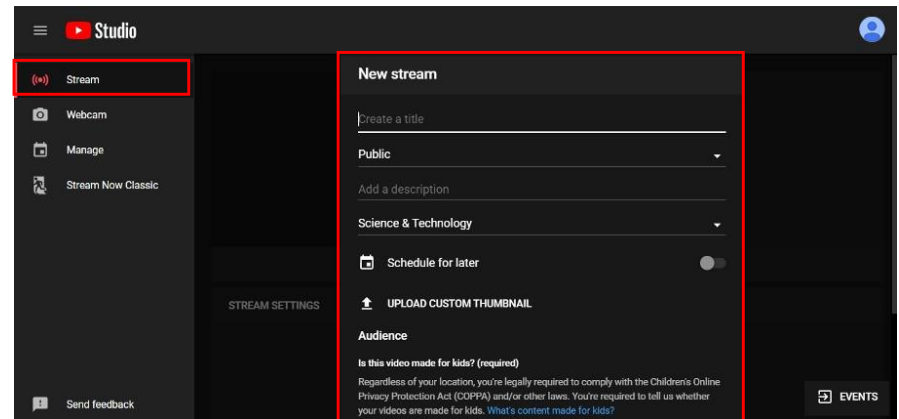 Studio
Stream
Webcam
Manage
Stream Now Classic
Send feedback
STREAM SETTINGS
New stream
Create a title
Public
Add a description
Science & Technology
Schedule for later
UPLOAD CUSTOM THUMBNAIL
Audience
Is this video made for kids? (required)
Regardless of your location, you're legally required to comply with the Children's Online
Privacy Protection Act (COPPA) and/or other laws. You're required to tell us whether
your videos are made for kids. What's content made for kids?
EVENTS